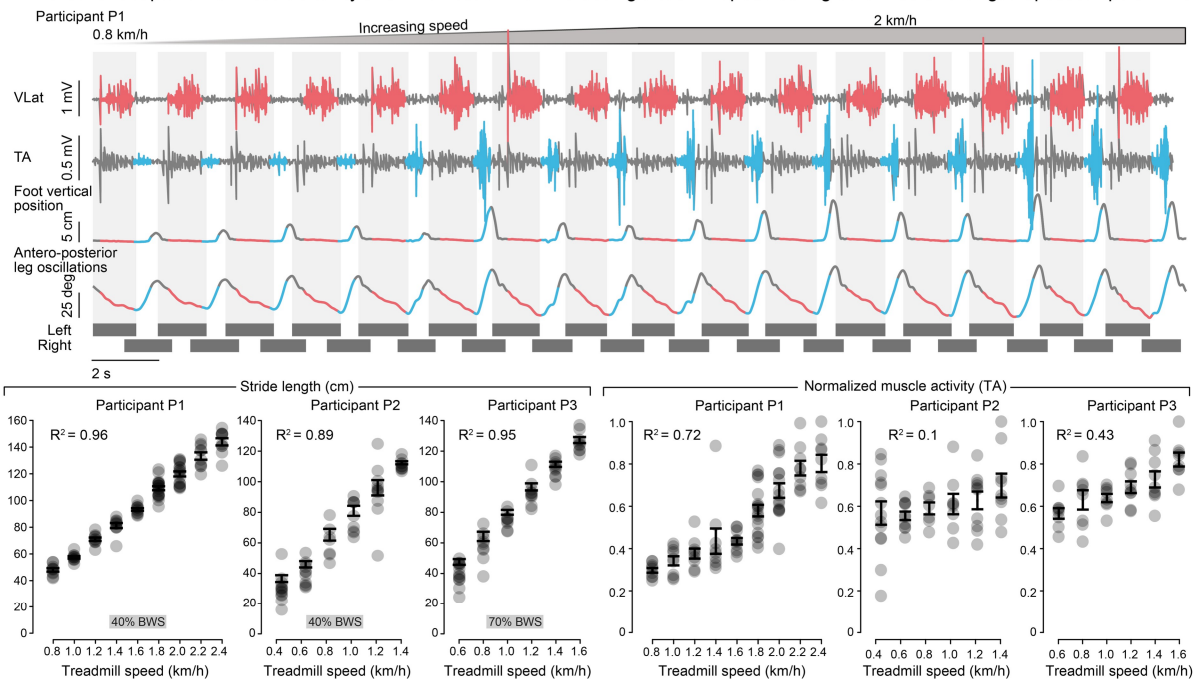 Participant P1
0.8 km/h
Increasing speed
2 km/h
VLat
1 mV
TA
0.5 mV
Foot vertical
position
5 cm
Antero-posterior
leg oscillations
25 deg
Left
Right
2 s
Stride length (cm)
Normalized muscle activity (TA)
Participant P1
Participant P2
Participant P3
Participant P1
Participant P2
Participant P3
R2 = 0.96
R2 = 0.89
R2 = 0.95
R2 = 0.72
R2 = 0.1
R2 = 0.43
160
140
120
100
80
60
40
20
0
140
120
100
80
60
40
20
0
140
120
100
80
60
40
20
0
1.0
0.8
0.6
0.4
0.2
0
1.0
0.8
0.6
0.4
0.2
0
1.0
0.8
0.6
0.4
0.2
0
40% BWS
40% BWS
70% BWS
0.8 1.0 1.2 1.4 1.6 1.8 2.0 2.2 2.4
0.4 0.6 0.8 1.0 1.2 1.4
0.6 0.8 1.0 1.2 1.4 1.6
0.8 1.0 1.2 1.4 1.6 1.8 2.0 2.2 2.4
0.4 0.6 0.8 1.0 1.2 1.4
0.6 0.8 1.0 1.2 1.4 1.6
Treadmill speed (km/h)
Treadmill speed (km/h)
Treadmill speed (km/h)
Treadmill speed (km/h)
Treadmill speed (km/h)
Treadmill speed (km/h)